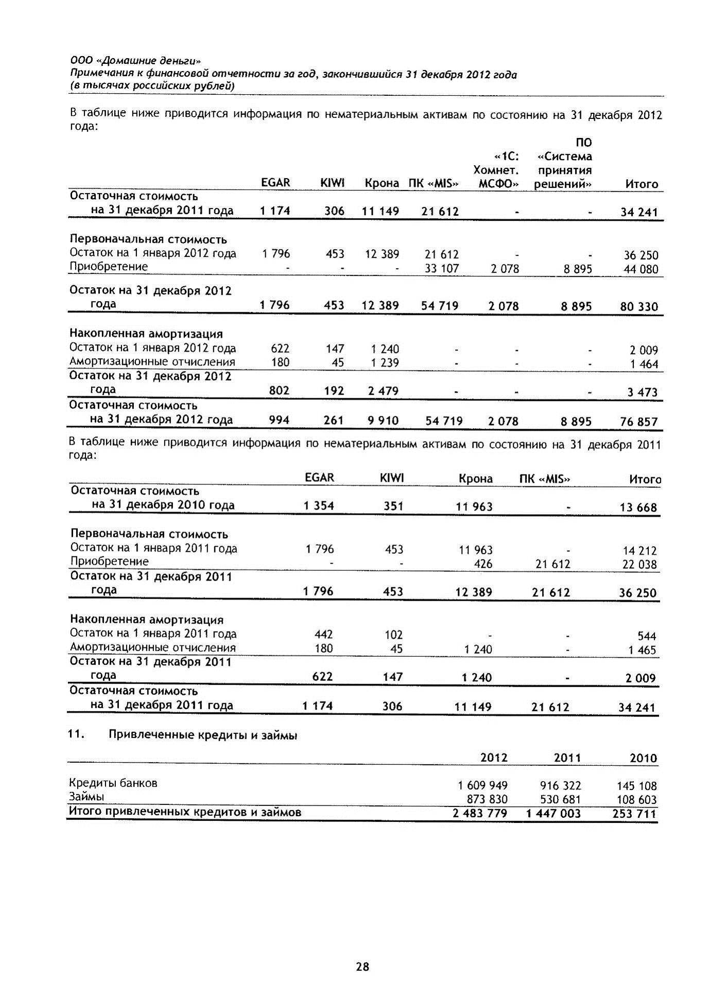 ООО «Домашние деньги»
Примечания к финансовой отчетности за год, закончившийся 31 декабря 2012 года
(в тысячах российских рублей)
В таблице ниже приводится информация по нематериальным активам по состоянию на 31 декабря 2012
года:
ПО
«1С: «Система
Хомнет. принятия
EGAR KIWI Крона ПК «MIS» МСФО» решений» Итого
Остаточная стоимость
на 31 декабря 2011 года 1 174 306 11 149 21 612 - - 34 241
Первоначальная стоимость
Остаток на 1 января 2012 года 1 796 453 12 389 21 612 - - 36 250
Приобретение - - - 33 107 2 078 8 895 44 080
Остаток на 31 декабря 2012
года 1 796 453 12 389 54 719 2 078 8 895 80 330
Накопленная амортизация
Остаток на 1 января 2012 года 622 147 1 240 - - - 2 009
Амортизационные отчисления 180 45 1 239 - - - 1 464
Остаток на 31 декабря 2012
года 802 192 2 479 - - - 3 473
Остаточная стоимость
на 31 декабря 2012 года 994 261 9 910 54 719 2 078 8 895 76 857
В таблице ниже приводится информация по нематериальным активам по состоянию на 31 декабря 2011
года:
EGAR KIWI Крона ПК «MIS» Итого
Остаточная стоимость
на 31 декабря 2010 года 1 354 351 11 963 - 13 668
Первоначальная стоимость
Остаток на 1 января 2011 года 1 796 453 11 963 - 14 212
Приобретение - - 426 21 612 22 038
Остаток на 31 декабря 2011
года 1 796 453 12 389 21 612 36 250
Накопленная амортизация
Остаток на 1 января 2011 года 442 102 - - 544
Амортизационные отчисления 180 45 1 240 - 1 465
Остаток на 31 декабря 2011
года 622 147 1 240 - 2 009
Остаточная стоимость
на 31 декабря 2011 года 1 174 306 11 149 21 612 34 241
11. Привлеченные кредиты и займы
2012 2011 2010
Кредиты банков 1 609 949 916 322 145 108
Займы 873 830 530 681 108 603
Итого привлеченных кредитов и займов 2 483 779 1 447 003 253 711
28